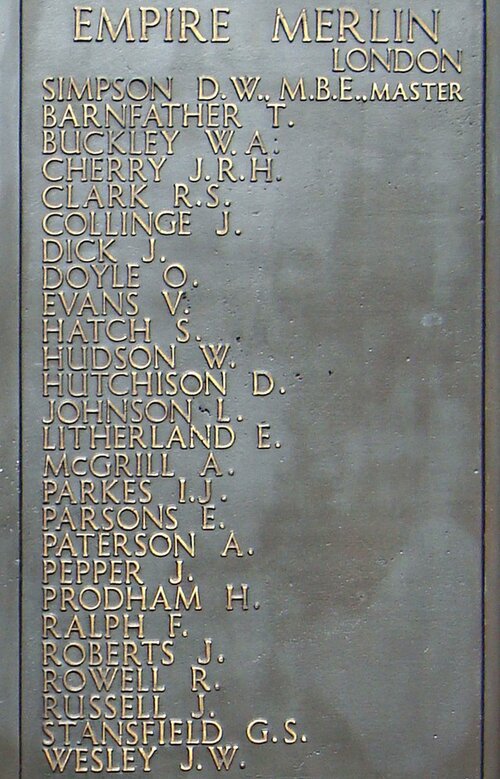 EMPIRE MERLIN
LONDON
SIMPSON D.W., M.B.E., MASTER
BARNFATHER T.
BUCKLEY W.A.
CHERRY J.R.H.
CLARK R.S.
COLLINGE J.
DICK J.
DOYLE O.
EVANS V.
HATCH S.
HUDSON W.
HUTCHISON D.
JOHNSON L.
LITHERLAND E.
McGRILL A.
PARKES I.J.
PARSONS E.
PATERSON A.
PEPPER J.
PRODHAM H.
RALPH F.
ROBERTS J.
ROWELL R.
RUSSELL J.
STANSFIELD G.S.
WESLEY J.W.